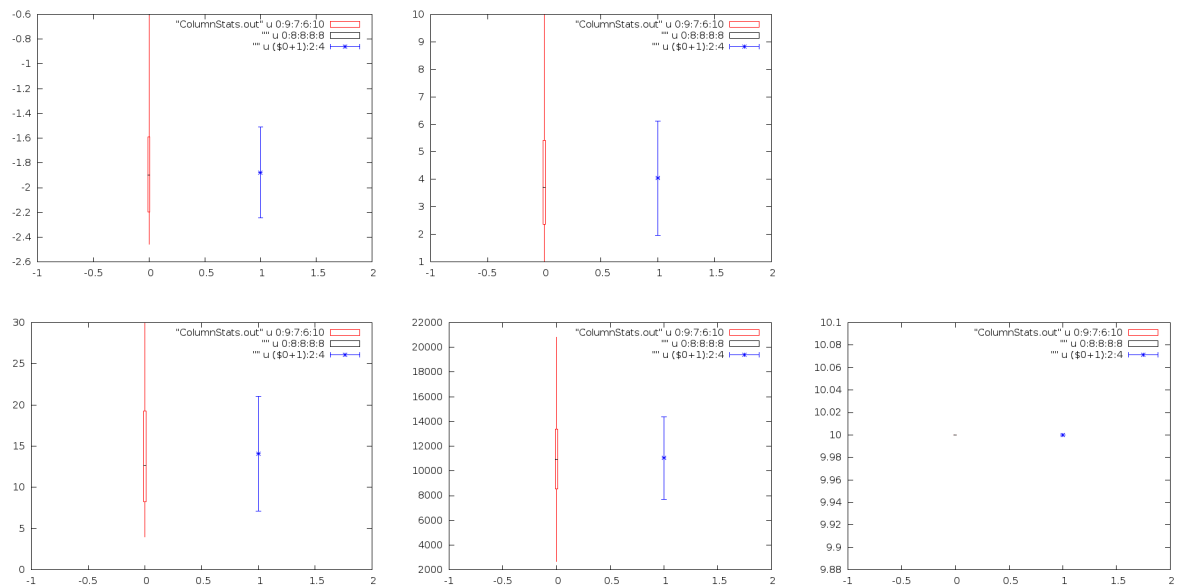 -0.6
-0.8
-1
-1.2
-1.4
-1.6
-1.8
-2
-2.2
-2.4
-2.6
-1 -0.5 0 0.5 1 1.5 2
"ColumnStats.out" u 0:9:7:6:10
"" u 0:8:8:8:8
"" u ($0+1):2:4
10
9
8
7
6
5
4
3
2
1
-1 -0.5 0 0.5 1 1.5 2
"ColumnStats.out" u 0:9:7:6:10
"" u 0:8:8:8:8
"" u ($0+1):2:4
30
25
20
15
10
5
0
-1 -0.5 0 0.5 1 1.5 2
"ColumnStats.out" u 0:9:7:6:10
"" u 0:8:8:8:8
"" u ($0+1):2:4
22000
20000
18000
16000
14000
12000
10000
8000
6000
4000
2000
-1 -0.5 0 0.5 1 1.5 2
"ColumnStats.out" u 0:9:7:6:10
"" u 0:8:8:8:8
"" u ($0+1):2:4
10.1
10.08
10.06
10.04
10.02
10
9.98
9.96
9.94
9.92
9.9
9.88
-1 -0.5 0 0.5 1 1.5 2
"ColumnStats.out" u 0:9:7:6:10
"" u 0:8:8:8:8
"" u ($0+1):2:4